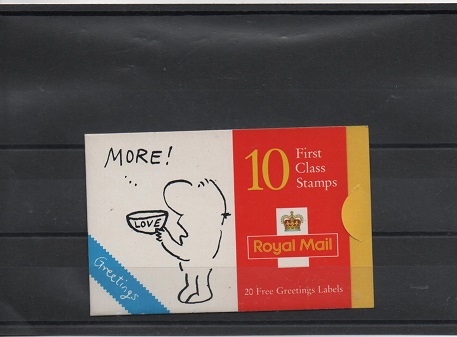 MORE!
LOVE
Greetings
10 First
Class
Stamps
Royal Mail
20 Free Greetings Labels